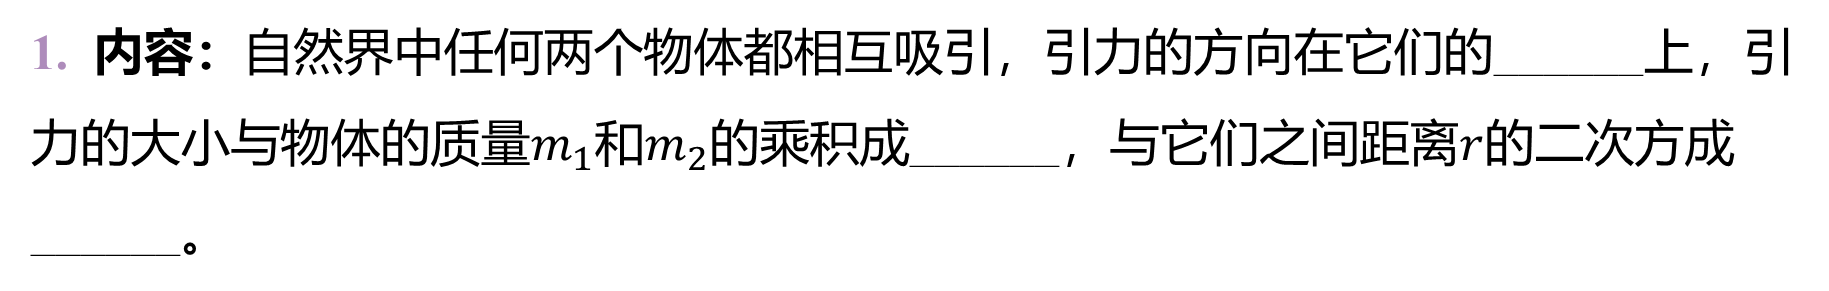 1. 内容：自然界中任何两个物体都相互吸引，引力的方向在它们的______上，引
力的大小与物体的质量m₁和m₂的乘积成______，与它们之间距离r的二次方成
______。